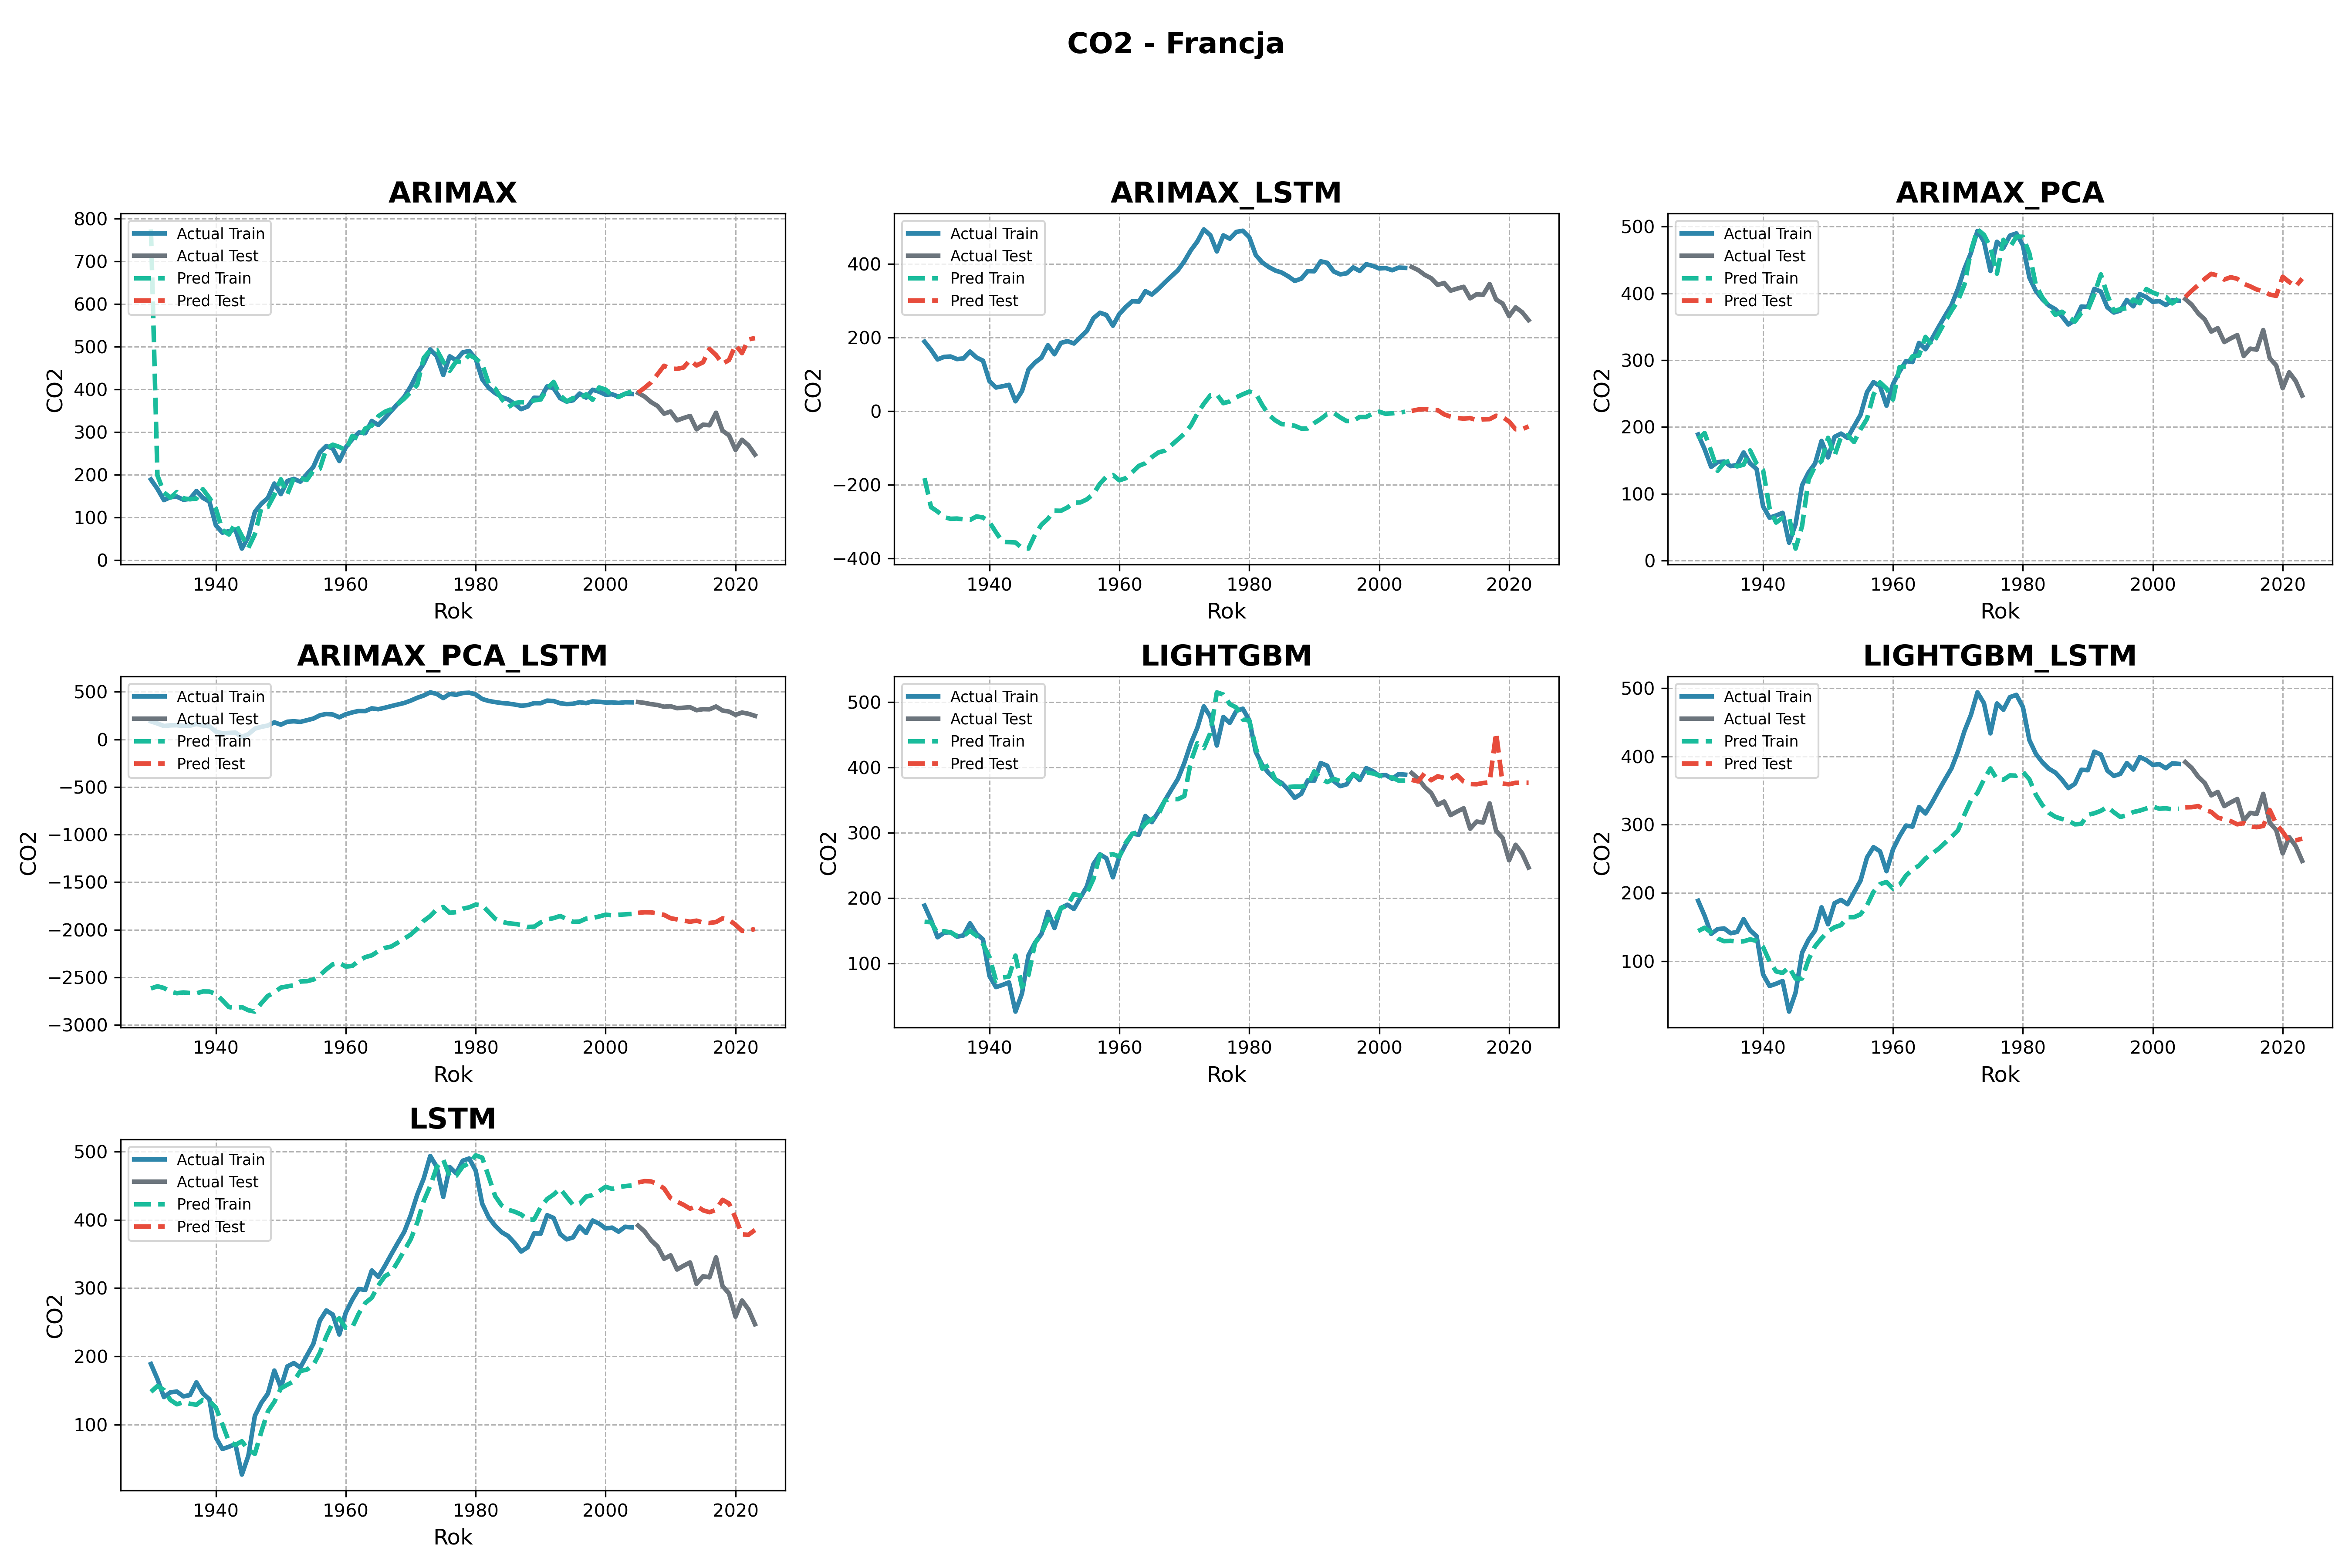 CO2 - Francja
ARIMAX
800
700
600
500
400
300
200
100
0
CO2
Actual Train
Actual Test
Pred Train
Pred Test
1940 1960 1980 2000 2020
Rok
ARIMAX_LSTM
400
200
0
−200
−400
CO2
Actual Train
Actual Test
Pred Train
Pred Test
1940 1960 1980 2000 2020
Rok
ARIMAX_PCA
500
400
300
200
100
0
CO2
Actual Train
Actual Test
Pred Train
Pred Test
1940 1960 1980 2000 2020
Rok
ARIMAX_PCA_LSTM
500
0
−500
−1000
−1500
−2000
−2500
−3000
CO2
Actual Train
Actual Test
Pred Train
Pred Test
1940 1960 1980 2000 2020
Rok
LIGHTGBM
500
400
300
200
100
CO2
Actual Train
Actual Test
Pred Train
Pred Test
1940 1960 1980 2000 2020
Rok
LIGHTGBM_LSTM
500
400
300
200
100
CO2
Actual Train
Actual Test
Pred Train
Pred Test
1940 1960 1980 2000 2020
Rok
LSTM
500
400
300
200
100
CO2
Actual Train
Actual Test
Pred Train
Pred Test
1940 1960 1980 2000 2020
Rok